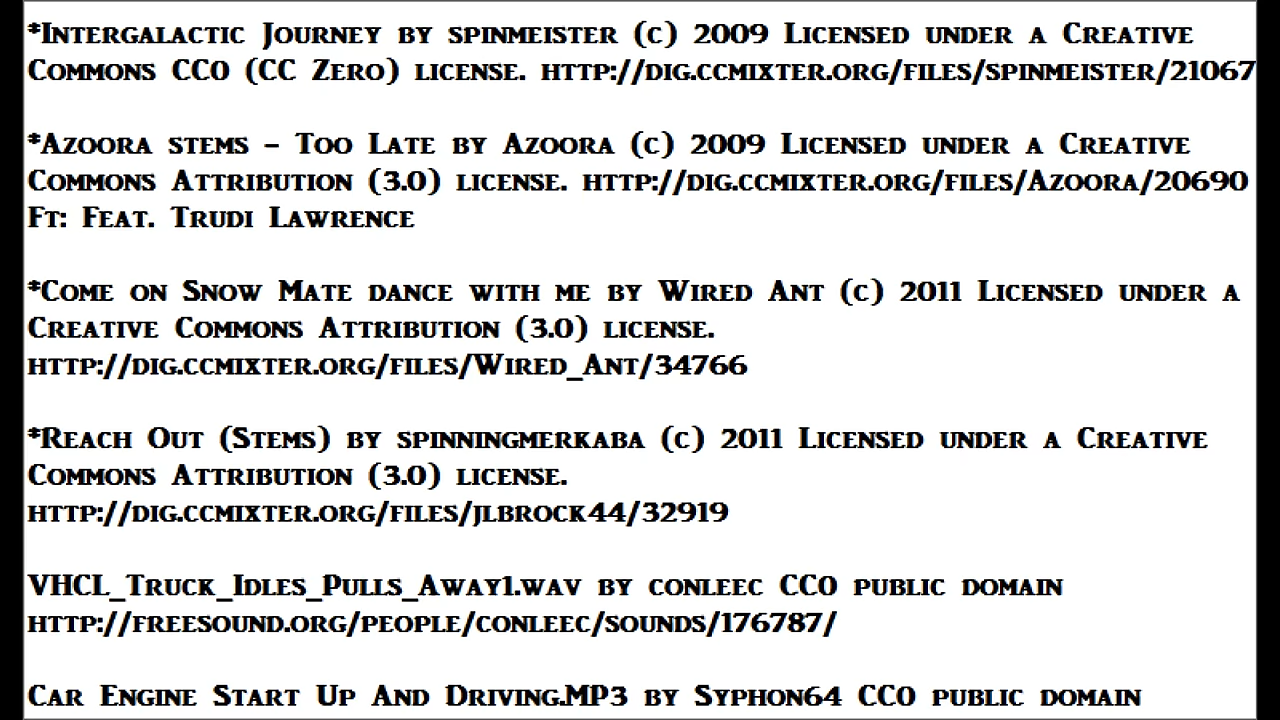 *Intergalactic Journey by spinmeister (c) 2009 Licensed under a Creative
Commons CC0 (CC Zero) license. http://dig.ccmixter.org/files/spinmeister/21067
*Azoora stems – Too Late by Azoora (c) 2009 Licensed under a Creative
Commons Attribution (3.0) license. http://dig.ccmixter.org/files/Azoora/20690
Ft: Feat. Trudi Lawrence
*Come on Snow Mate dance with me by Wired Ant (c) 2011 Licensed under a
Creative Commons Attribution (3.0) license.
http://dig.ccmixter.org/files/Wired_Ant/34766
*Reach Out (Stems) by spinningmerkaba (c) 2011 Licensed under a Creative
Commons Attribution (3.0) license.
http://dig.ccmixter.org/files/jlbrock44/32919
VHCL_Truck_Idles_Pulls_Away1.wav by conleec CC0 public domain
http://freesound.org/people/conleec/sounds/176787/
Car Engine Start Up And Driving.MP3 by Syphon64 CC0 public domain